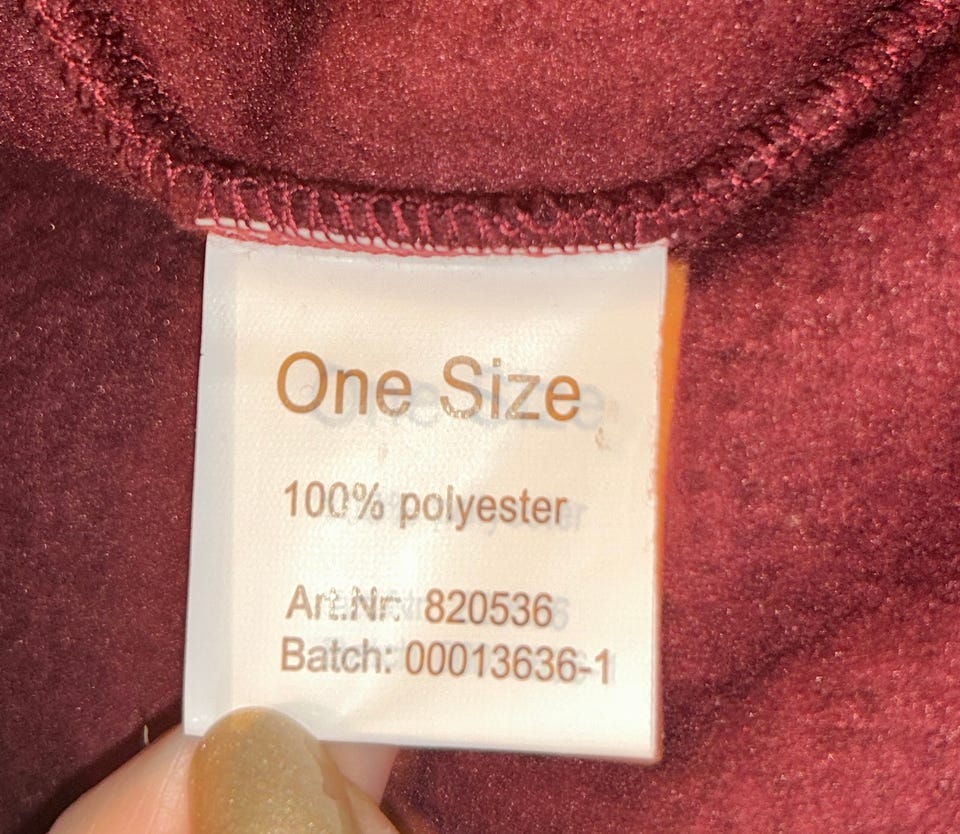 One Size
100% polyester
Art.Nr: 820536
Batch: 00013636-1